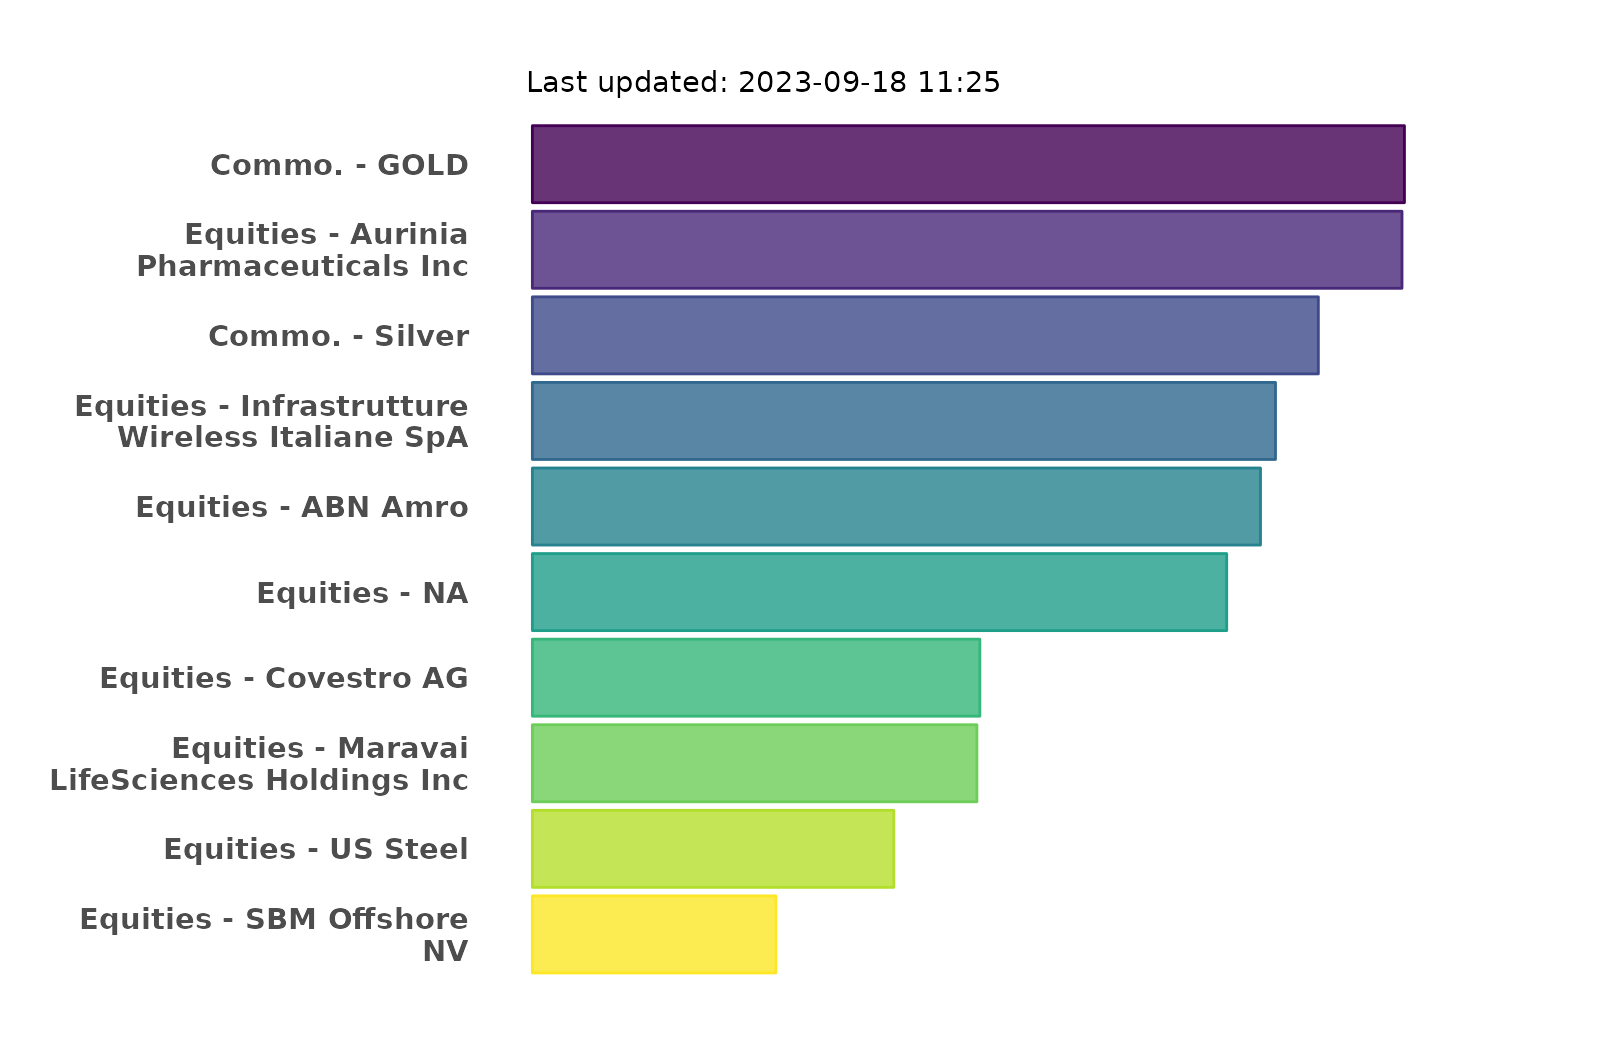 Last updated: 2023-09-18 11:25
Commo. - GOLD
Equities - Aurinia
Pharmaceuticals Inc
Commo. - Silver
Equities - Infrastrutture
Wireless Italiane SpA
Equities - ABN Amro
Equities - NA
Equities - Covestro AG
Equities - Maravai
LifeSciences Holdings Inc
Equities - US Steel
Equities - SBM Offshore
NV